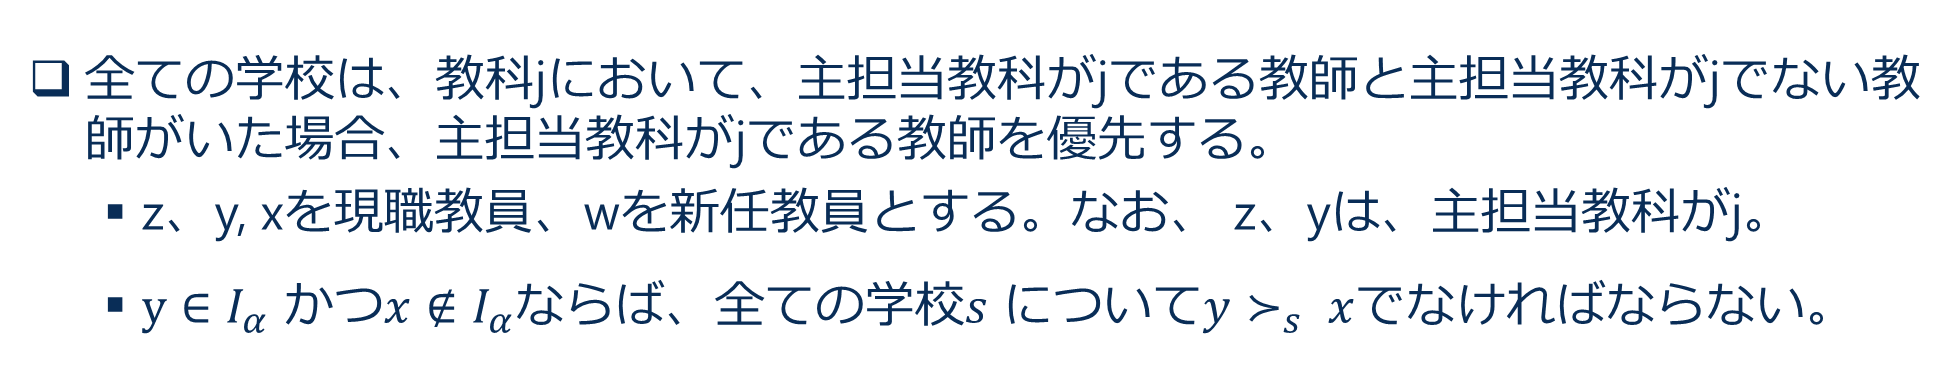 ❑ 全ての学校は、教科jにおいて、主担当教科がjである教師と主担当教科がjでない教
師がいた場合、主担当教科がjである教師を優先する。
▪ z、y, xを現職教員、wを新任教員とする。なお、 z、yは、主担当教科がj。
▪ y ∈ I_α かつx ∉ I_αならば、全ての学校s についてy ≻_s xでなければならない。